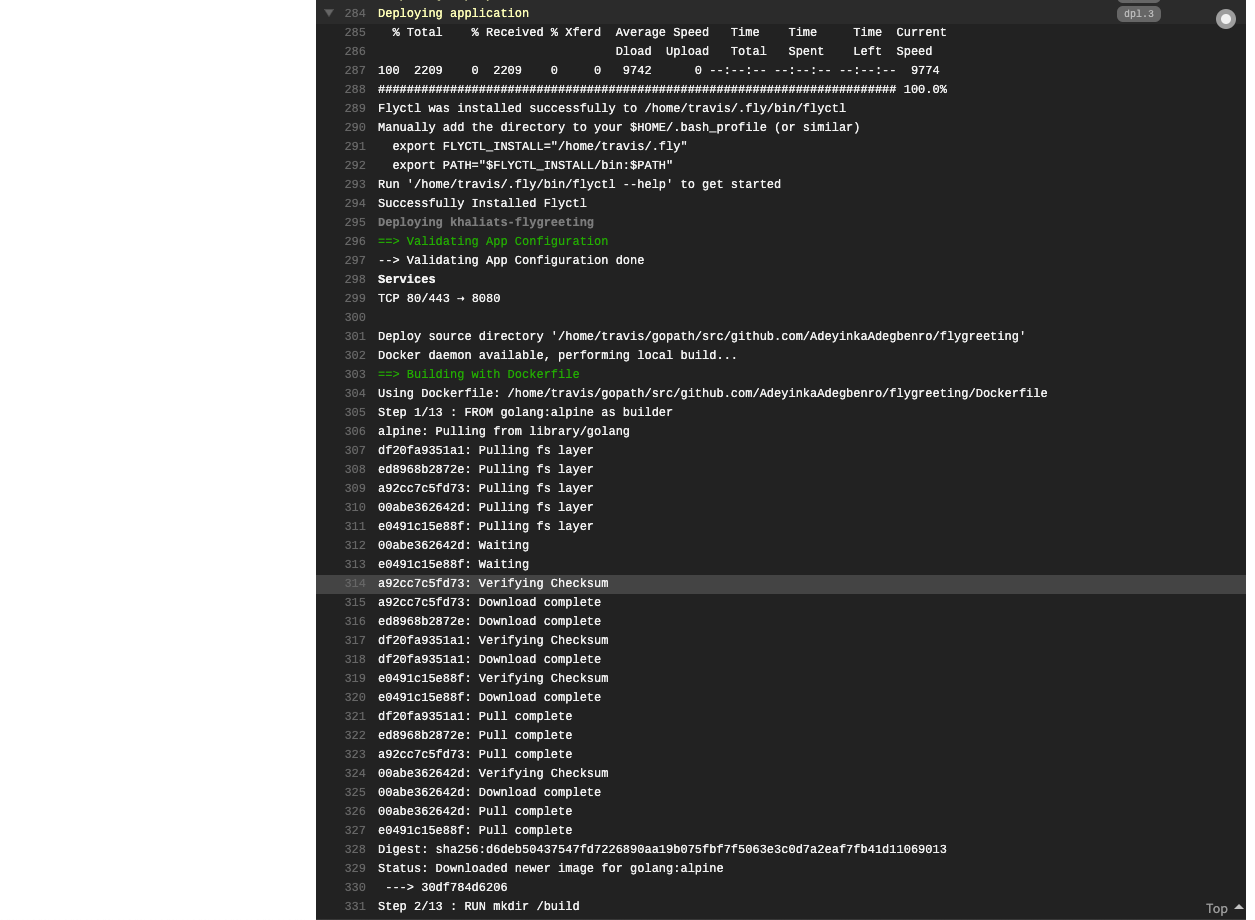 284 Deploying application dpl.3
285 % Total % Received % Xferd Average Speed Time Time Time Current
286 Dload Upload Total Spent Left Speed
287 100 2209 0 2209 0 0 9742 0 --:--:-- --:--:-- --:--:-- 9774
288 ######################################################################## 100.0%
289 Flyctl was installed successfully to /home/travis/.fly/bin/flyctl
290 Manually add the directory to your $HOME/.bash_profile (or similar)
291 export FLYCTL_INSTALL="/home/travis/.fly"
292 export PATH="$FLYCTL_INSTALL/bin:$PATH"
293 Run '/home/travis/.fly/bin/flyctl --help' to get started
294 Successfully Installed Flyctl
295 Deploying khaliats-flygreeting
296 ==> Validating App Configuration
297 --> Validating App Configuration done
298 Services
299 TCP 80/443 → 8080
300
301 Deploy source directory '/home/travis/gopath/src/github.com/AdeyinkaAdegbenro/flygreeting'
302 Docker daemon available, performing local build...
303 ==> Building with Dockerfile
304 Using Dockerfile: /home/travis/gopath/src/github.com/AdeyinkaAdegbenro/flygreeting/Dockerfile
305 Step 1/13 : FROM golang:alpine as builder
306 alpine: Pulling from library/golang
307 df20fa9351a1: Pulling fs layer
308 ed8968b2872e: Pulling fs layer
309 a92cc7c5fd73: Pulling fs layer
310 00abe362642d: Pulling fs layer
311 e0491c15e88f: Pulling fs layer
312 00abe362642d: Waiting
313 e0491c15e88f: Waiting
314 a92cc7c5fd73: Verifying Checksum
315 a92cc7c5fd73: Download complete
316 ed8968b2872e: Download complete
317 df20fa9351a1: Verifying Checksum
318 df20fa9351a1: Download complete
319 e0491c15e88f: Verifying Checksum
320 e0491c15e88f: Download complete
321 df20fa9351a1: Pull complete
322 ed8968b2872e: Pull complete
323 a92cc7c5fd73: Pull complete
324 00abe362642d: Verifying Checksum
325 00abe362642d: Download complete
326 00abe362642d: Pull complete
327 e0491c15e88f: Pull complete
328 Digest: sha256:d6deb50437547fd7226890aa19b075fbf7f5063e3c0d7a2eaf7fb41d11069013
329 Status: Downloaded newer image for golang:alpine
330 ---> 30df784d6206
331 Step 2/13 : RUN mkdir /build
Top